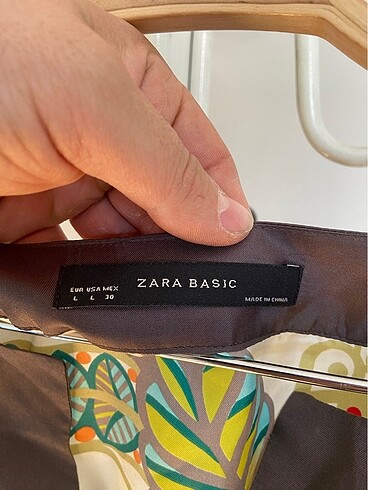 ZARA BASIC
EUR USA MEX
L L 30
MADE IN CHINA